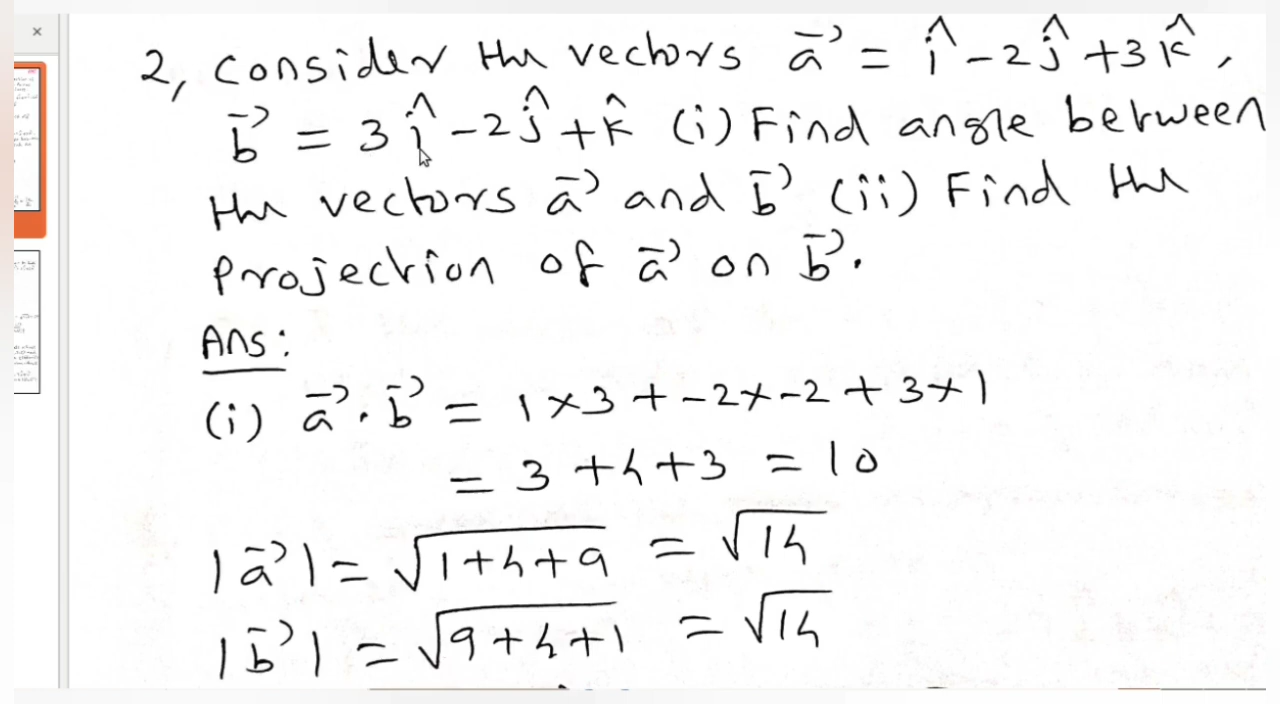 2, Consider the vectors a⃗ = î - 2ĵ + 3k̂,
b⃗ = 3î - 2ĵ + k̂ (i) Find angle between
the vectors a⃗ and b⃗ (ii) Find the
Projection of a⃗ on b⃗.
Ans:
(i) a⃗ . b⃗ = 1 × 3 + -2 × -2 + 3 × 1
= 3 + 4 + 3 = 10
|a⃗| = √(1+4+9) = √14
|b⃗| = √(9+4+1) = √14